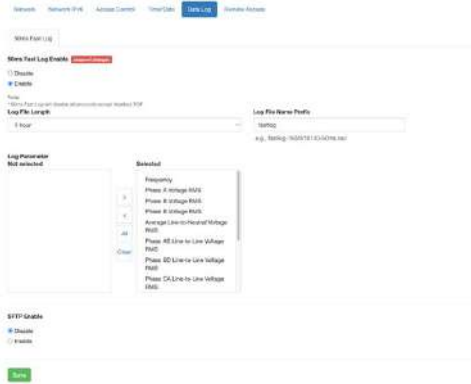 Network
Network IPv6
Access Control
Time/Date
Data Log
Remote Access
50ms Fast Log
50ms Fast Log Enable
Disable
Enable
Note:
Log File Length
1 Hour
Log File Name Prefix
fastlog
Log Parameter
Not selected
Selected
>
<
All
Clear
Frequency
Phase A Voltage RMS
Phase B Voltage RMS
Average Line-to-Neutral Voltage
RMS
Phase AB Line-to-Line Voltage
RMS
Phase BC Line-to-Line Voltage
RMS
Phase CA Line-to-Line Voltage
RMS
SFTP Enable
Disable
Enable
Save